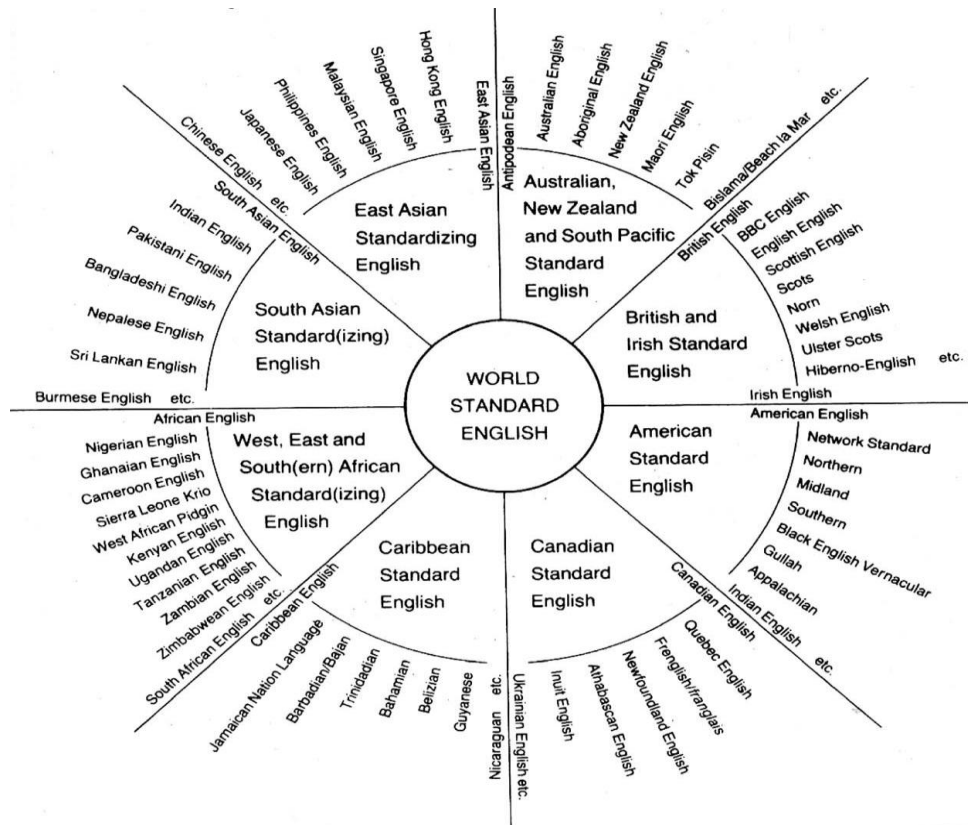 WORLD
STANDARD
ENGLISH
East Asian
Standardizing
English
East Asian English
Hong Kong English
Singapore English
Malaysian English
Philippines English
Japanese English
Chinese English etc.
Australian,
New Zealand
and South Pacific
Standard
English
Antipodean English
Australian English
Aboriginal English
New Zealand English
Maori English
Tok Pisin
Bislama/Beach la Mar etc.
British and
Irish Standard
English
British English
BBC English
English English
Scottish English
Scots
Norn
Welsh English
Ulster Scots
Hiberno-English etc.
Irish English
American
Standard
English
American English
Network Standard
Northern
Midland
Southern
Black English Vernacular
Gullah
Appalachian
Indian English etc.
Canadian
Standard
English
Canadian English
Quebec English
Frenglish/franglais
Newfoundland English
Athabascan English
Inuit English
Ukrainian English etc.
Caribbean
Standard
English
Caribbean English
Jamaican Nation Language
Barbadian/Bajan
Trinidadian
Bahamian
Belizian
Guyanese
Nicaraguan etc.
West, East and
South(ern) African
Standard(izing)
English
African English
Nigerian English
Ghanaian English
Cameroon English
Sierra Leone Krio
West African Pidgin
Kenyan English
Ugandan English
Tanzanian English
Zambian English
Zimbabwean English
South African English etc.
South Asian
Standard(izing)
English
South Asian English
Indian English
Pakistani English
Bangladeshi English
Nepalese English
Sri Lankan English
Burmese English etc.